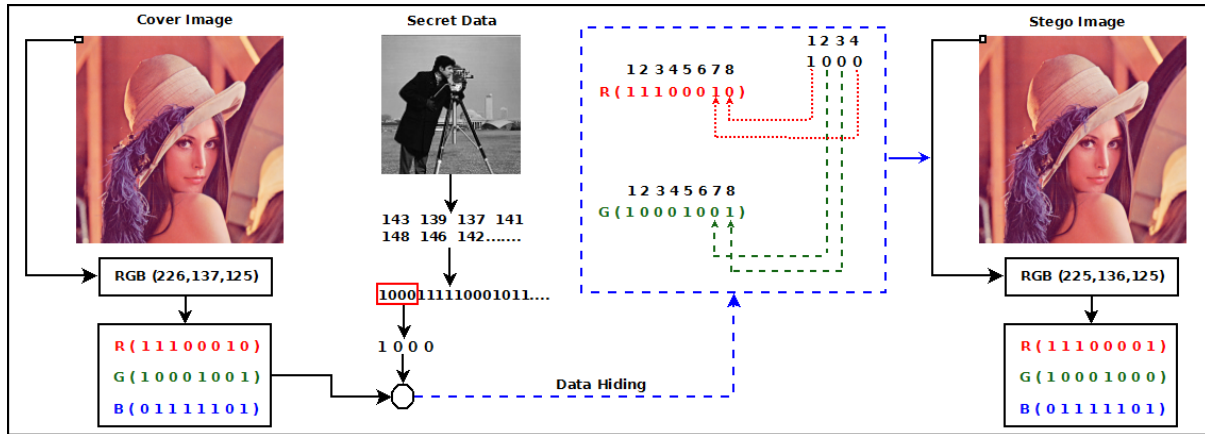 Cover Image
RGB (226,137,125)
R ( 1 1 1 0 0 0 1 0 )
G ( 1 0 0 0 1 0 0 1 )
B ( 0 1 1 1 1 1 0 1 )
Secret Data
143 139 137 141
148 146 142.......
1000111110001011....
1 0 0 0
Data Hiding
1 2 3 4
1 0 0 0
1 2 3 4 5 6 7 8
R ( 1 1 1 0 0 0 1 0 )
1 2 3 4 5 6 7 8
G ( 1 0 0 0 1 0 0 1 )
Stego Image
RGB (225,136,125)
R ( 1 1 1 0 0 0 0 1 )
G ( 1 0 0 0 1 0 0 0 )
B ( 0 1 1 1 1 1 0 1 )